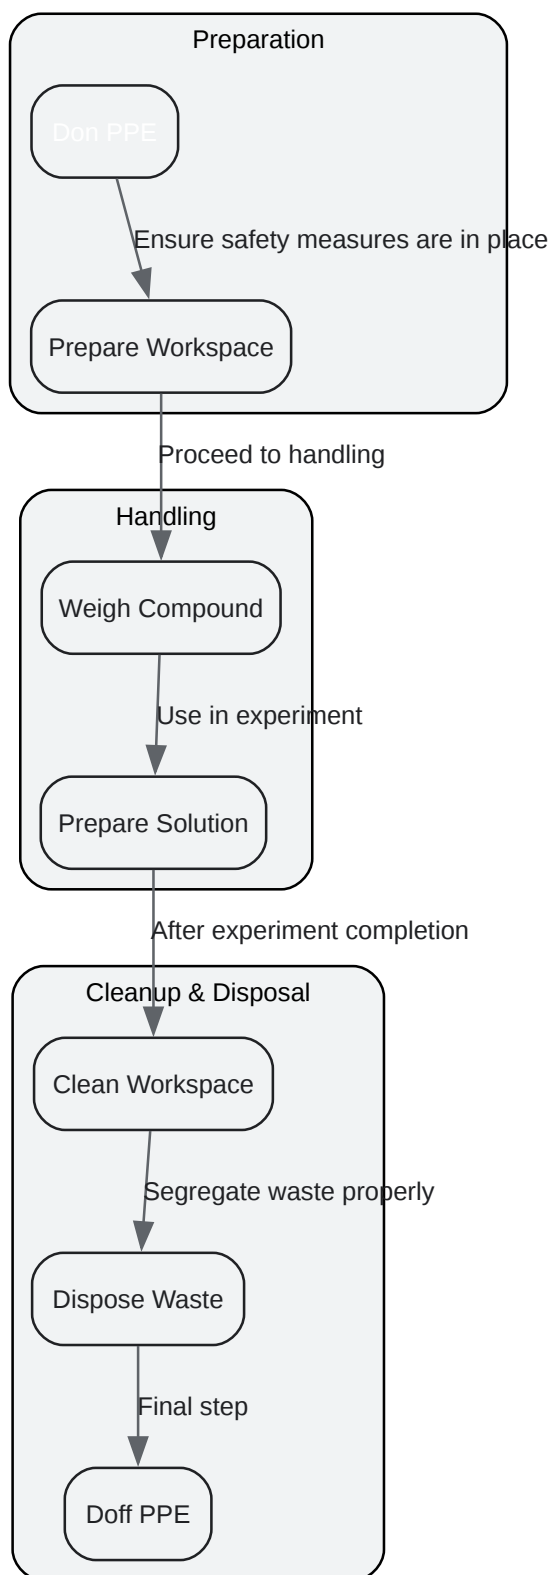 Preparation
Don PPE
Ensure safety measures are in place
Prepare Workspace
Proceed to handling
Handling
Weigh Compound
Use in experiment
Prepare Solution
After experiment completion
Cleanup & Disposal
Clean Workspace
Segregate waste properly
Dispose Waste
Final step
Doff PPE